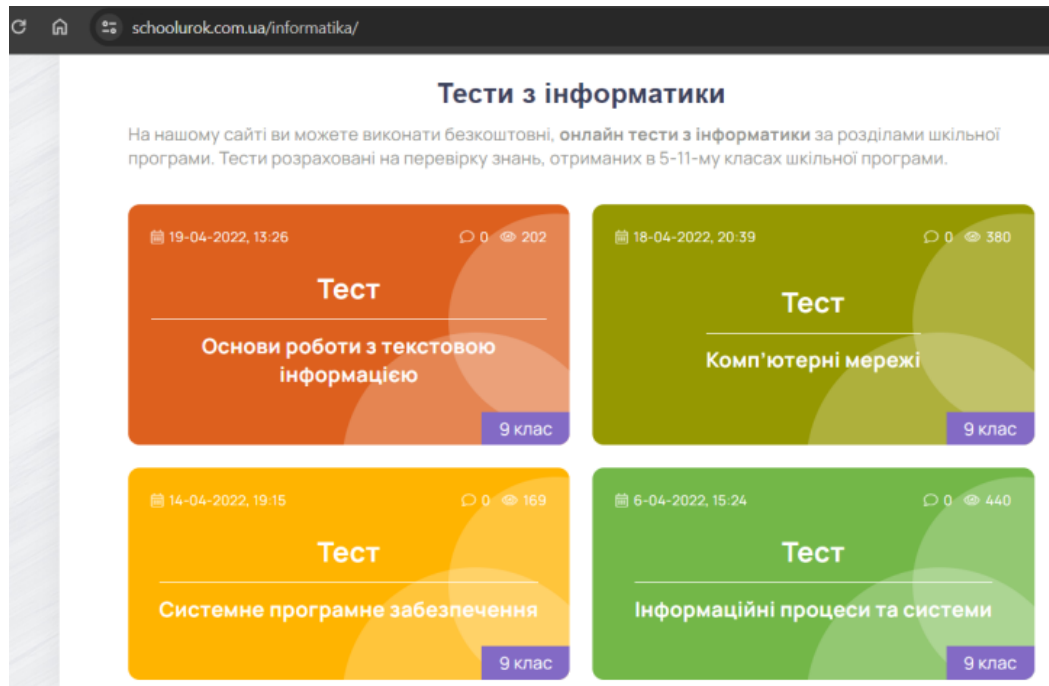 schoolurok.com.ua/informatika/
Тести з інформатики
На нашому сайті ви можете виконати безкоштовні, онлайн тести з інформатики за розділами шкільної
програми. Тести розраховані на перевірку знань, отриманих в 5-11-му класах шкільної програми.
19-04-2022, 13:26 0 202
Тест
Основи роботи з текстовою
інформацією
9 клас
18-04-2022, 20:39 0 380
Тест
Комп'ютерні мережі
9 клас
14-04-2022, 19:15 0 169
Тест
Системне програмне забезпечення
9 клас
6-04-2022, 15:24 0 440
Тест
Інформаційні процеси та системи
9 клас